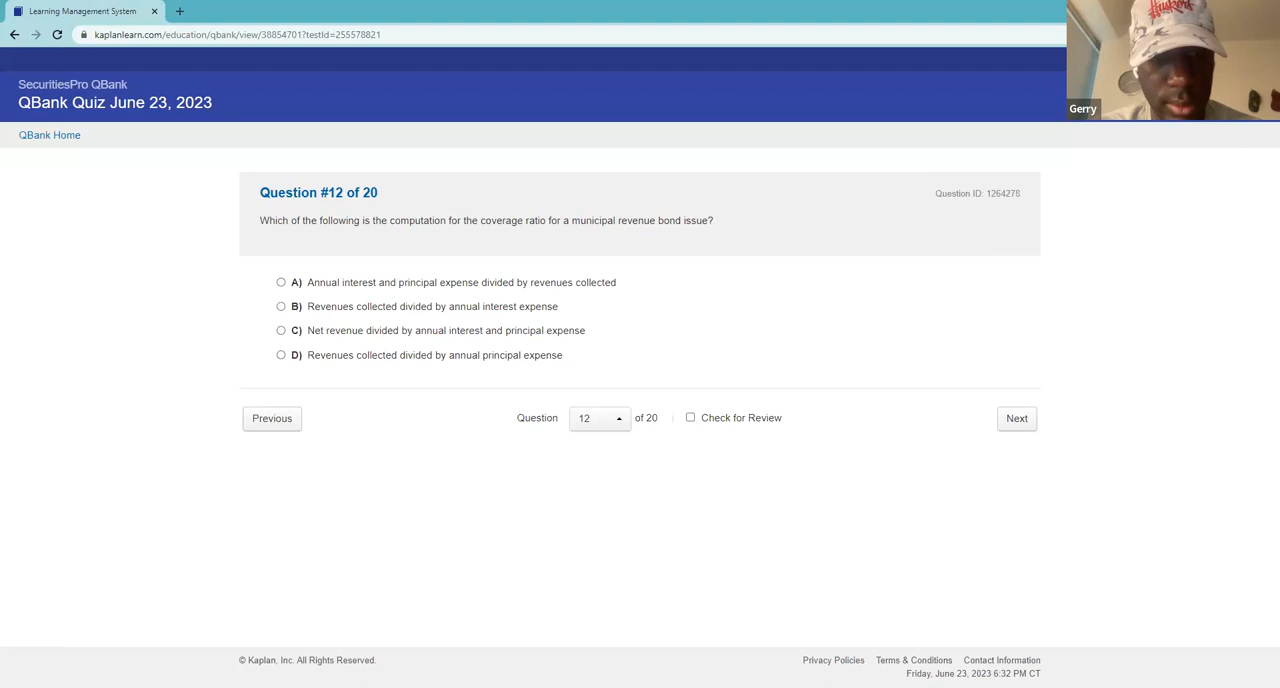 Learning Management System
kaplanlearn.com/education/qbank/view/38854701?testId=255578821
Huskers
Gerry
SecuritiesPro QBank
QBank Quiz June 23, 2023
QBank Home
Question #12 of 20
Question ID: 1264278
Which of the following is the computation for the coverage ratio for a municipal revenue bond issue?
A) Annual interest and principal expense divided by revenues collected
B) Revenues collected divided by annual interest expense
C) Net revenue divided by annual interest and principal expense
D) Revenues collected divided by annual principal expense
Previous
Question 12 of 20
Check for Review
Next
© Kaplan, Inc. All Rights Reserved.
Privacy Policies Terms & Conditions Contact Information
Friday, June 23, 2023 6:32 PM CT